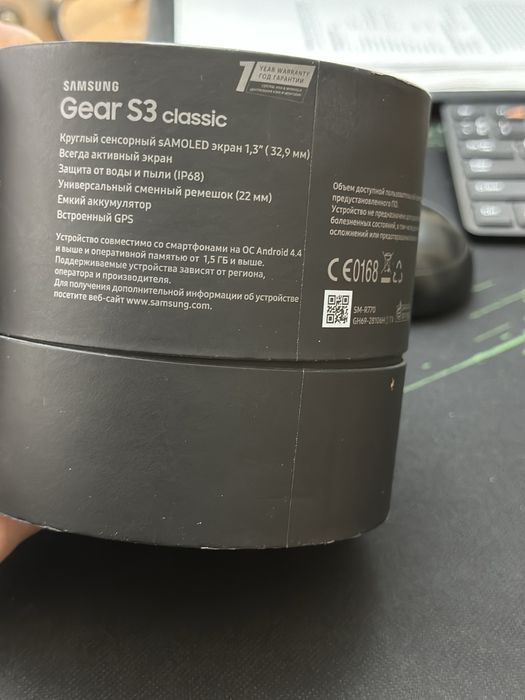 1 YEAR WARRANTY
ГОД ГАРАНТИИ
SAMSUNG
Gear S3 classic
Круглый сенсорный sAMOLED экран 1,3” ( 32,9 мм)
Всегда активный экран
Защита от воды и пыли (IP68)
Универсальный сменный ремешок (22 мм)
Емкий аккумулятор
Встроенный GPS
Устройство совместимо со смартфонами на ОС Android 4.4
и выше и оперативной памятью от 1,5 ГБ и выше.
Поддерживаемые устройства зависят от региона,
оператора и производителя.
Для получения дополнительной информации об устройстве
посетите веб-сайт www.samsung.com.
Объем доступной
предустановленного ПО.
Устройство не предназначено для
болезненных состояний, а
осложнений или
CE0168
SM-R770